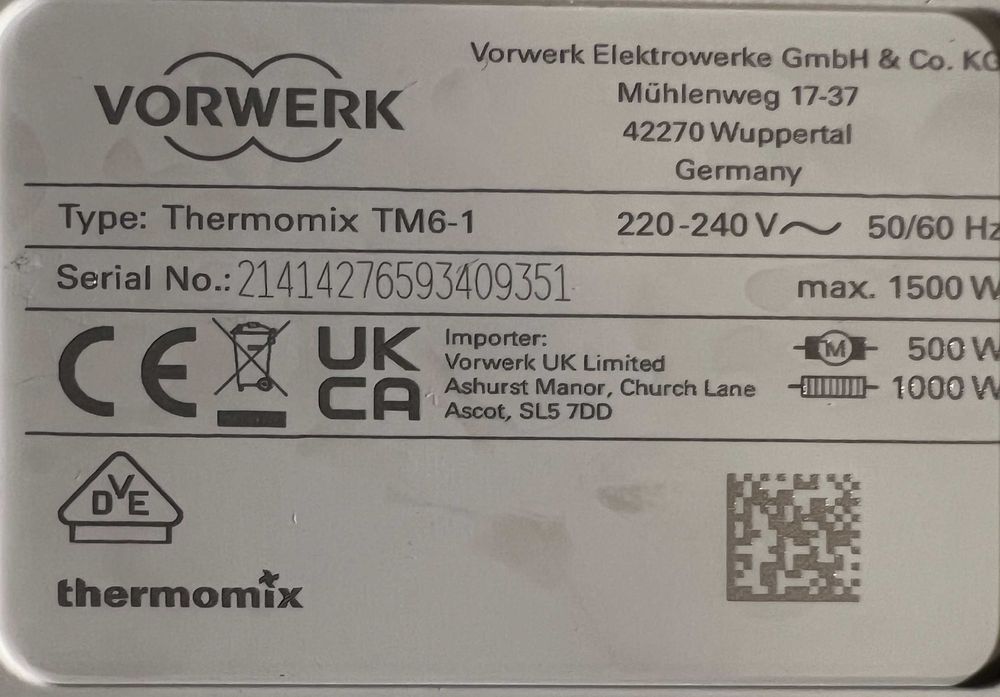 VORWERK
Vorwerk Elektrowerke GmbH & Co. KG
Mühlenweg 17-37
42270 Wuppertal
Germany
Type: Thermomix TM6-1 220-240 V～ 50/60 Hz
Serial No.: 21414276593409351 max. 1500 W
CE
UK
CA
Importer:
Vorwerk UK Limited
Ashurst Manor, Church Lane
Ascot, SL5 7DD
M 500 W
1000 W
DVE
thermomix